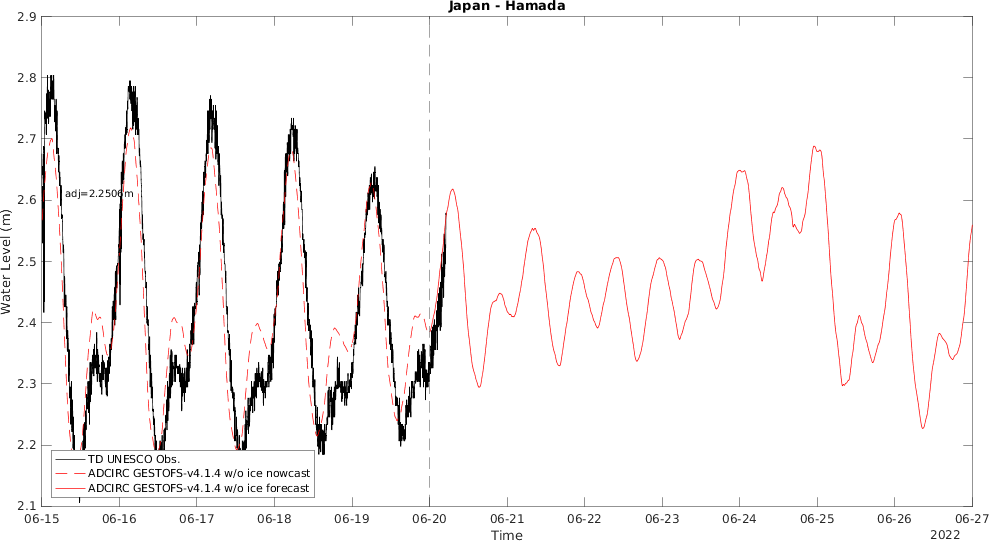 Japan - Hamada
2.9
2.8
2.7
2.6
2.5
2.4
2.3
2.2
2.1
Water Level (m)
adj=2.2506m
TD UNESCO Obs.
ADCIRC GESTOFS-v4.1.4 w/o ice nowcast
ADCIRC GESTOFS-v4.1.4 w/o ice forecast
06-15 06-16 06-17 06-18 06-19 06-20 06-21 06-22 06-23 06-24 06-25 06-26 06-27
Time
2022